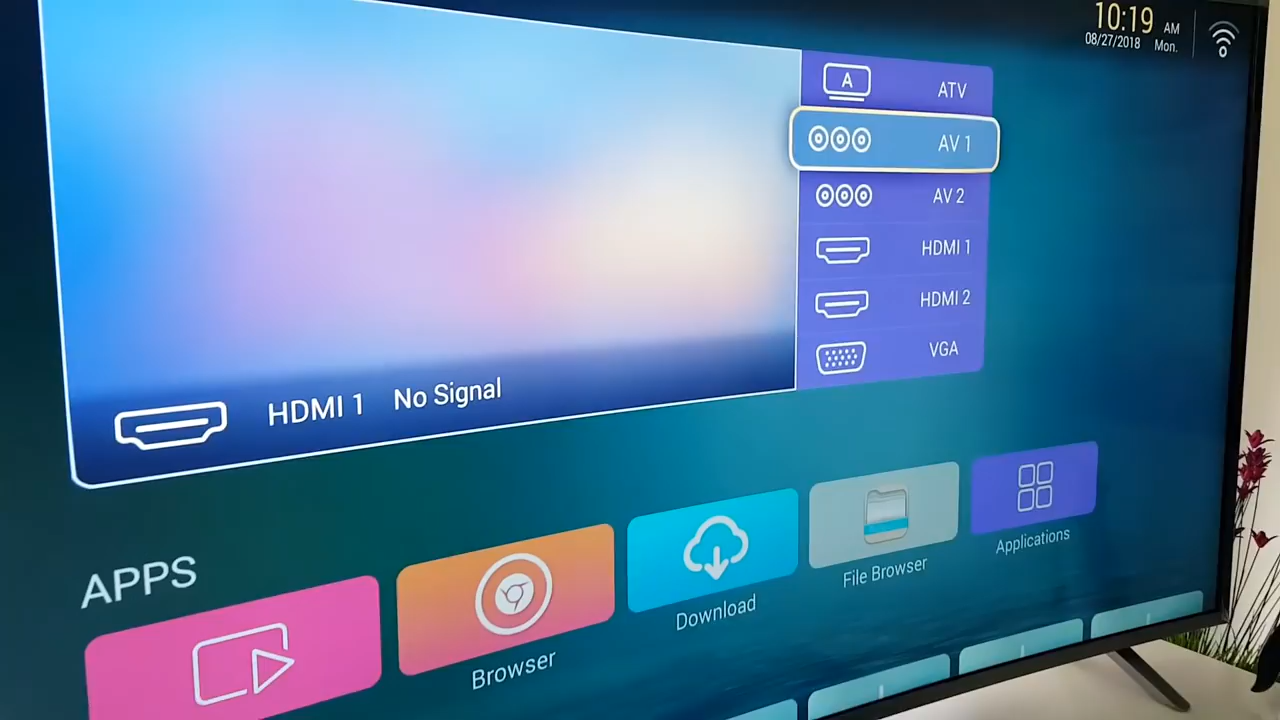 10:19 AM
08/27/2018 Mon.
A ATV
AV 1
AV 2
HDMI 1
HDMI 2
VGA
HDMI 1 No Signal
APPS
Browser
Download
File Browser
Applications